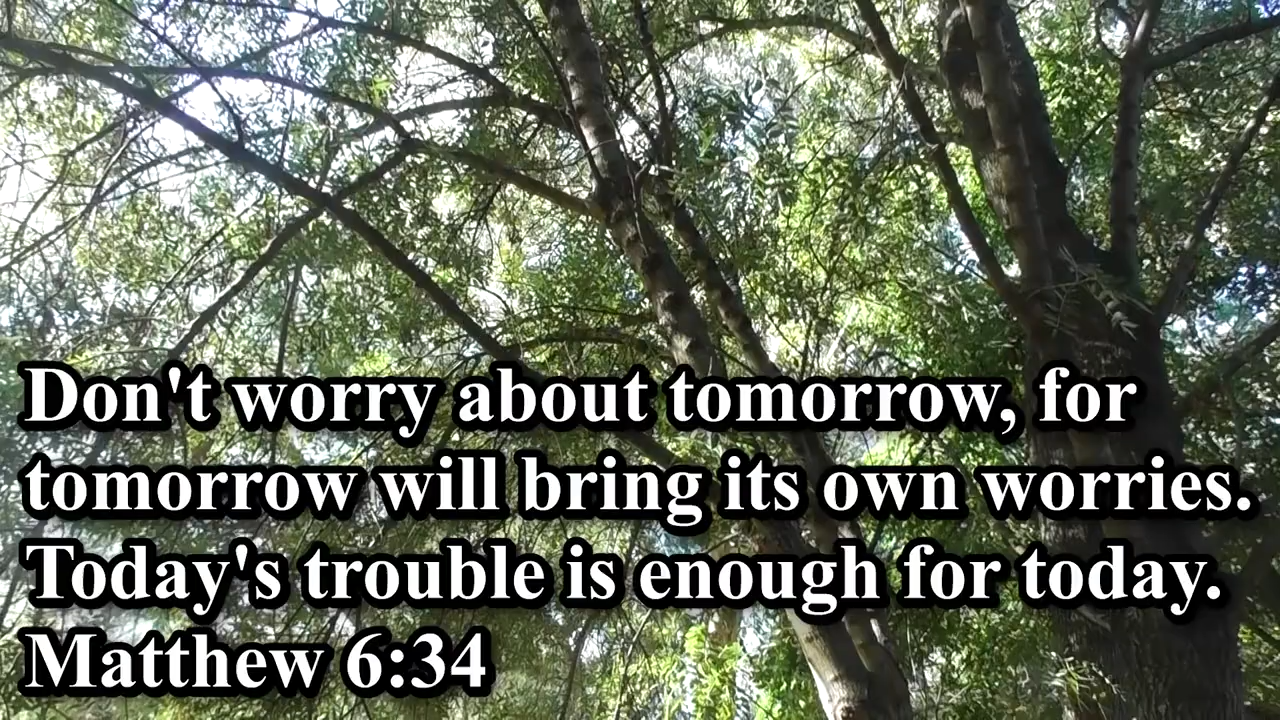 Don't worry about tomorrow, for
tomorrow will bring its own worries.
Today's trouble is enough for today.
Matthew 6:34